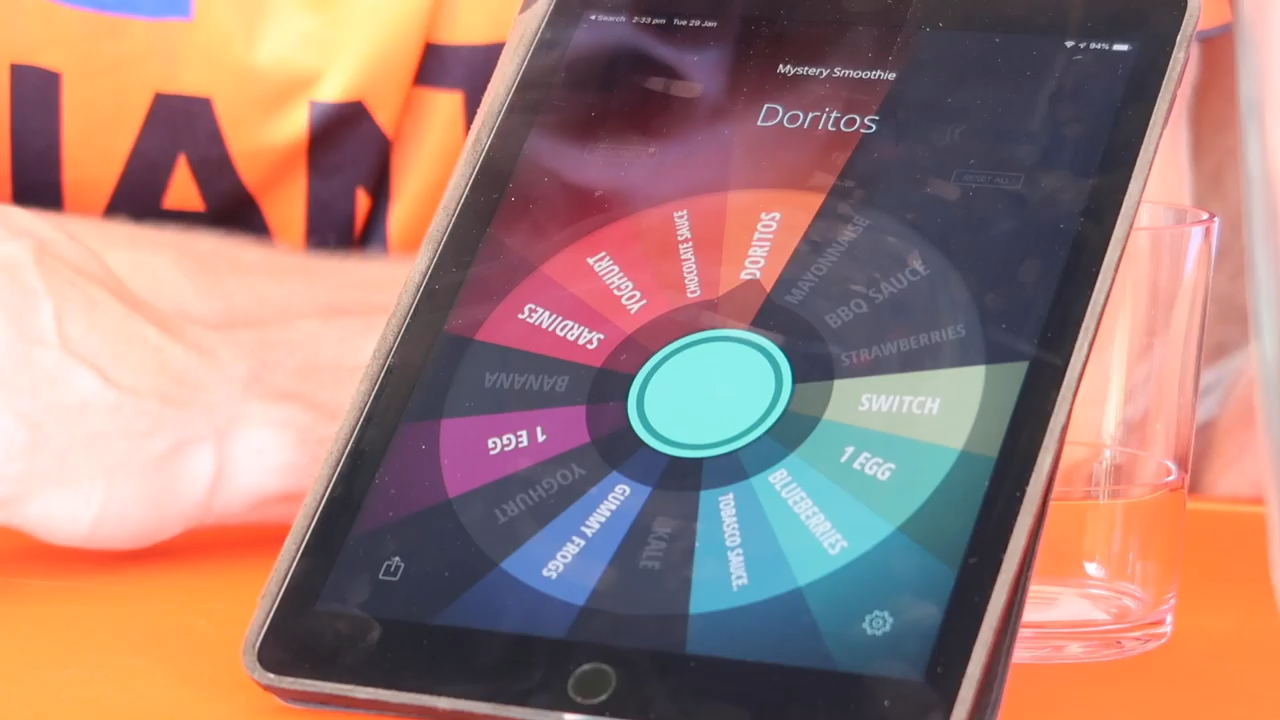 IANT
Search 2:33 pm Tue 29 Jan
94%
Mystery Smoothie
Doritos
RESET ALL
DORITOS
MAYONNAISE
BBQ SAUCE
STRAWBERRIES
SWITCH
1 EGG
BLUEBERRIES
TOBASCO SAUCE.
KALE
GUMMY FROGS
YOGHURT
1 EGG
BANANA
SARDINES
YOGHURT
CHOCOLATE SAUCE